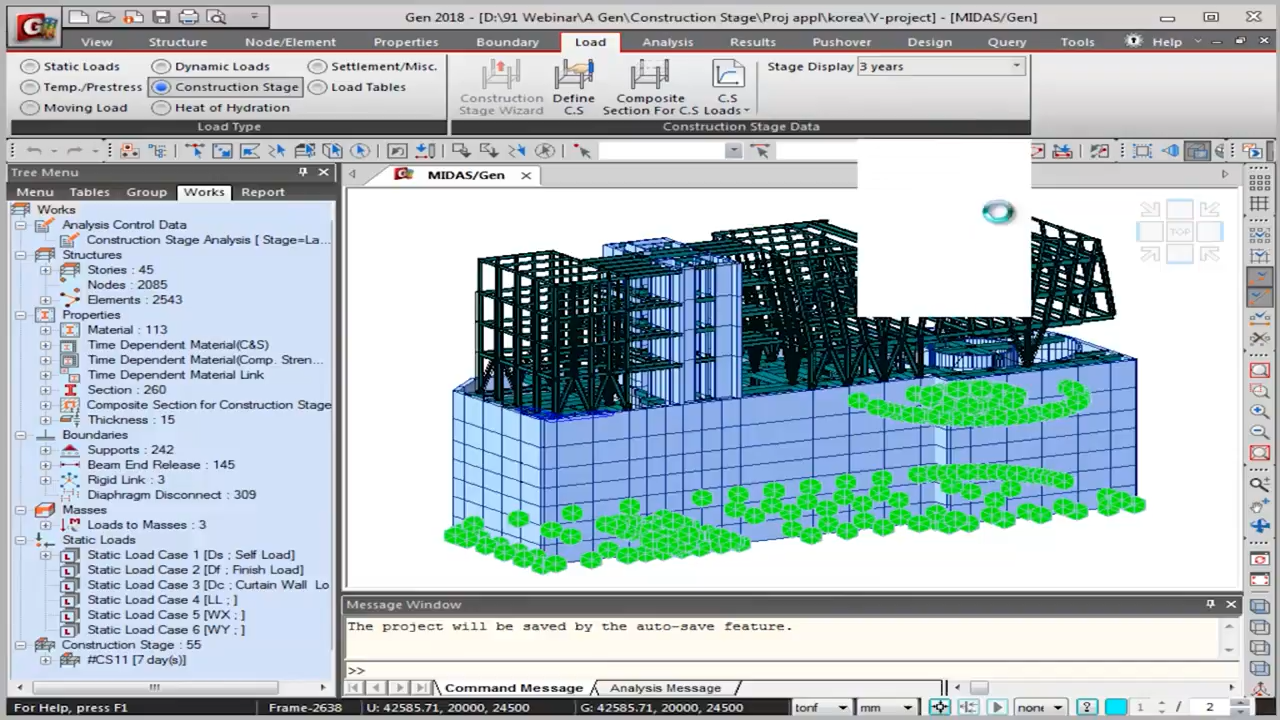 Gen 2018 - [D:\91 Webinar\A Gen\Construction Stage\Proj appl\korea\Y-project] - [MIDAS/Gen]
View Structure Node/Element Properties Boundary Load Analysis Results Pushover Design Query Tools Help
Static Loads Dynamic Loads Settlement/Misc.
Temp./Prestress Construction Stage Load Tables
Moving Load Heat of Hydration
Load Type
Construction Stage Wizard
Define C.S
Composite Section For C.S
C.S Loads
Stage Display 3 years
Construction Stage Data
Tree Menu
Menu Tables Group Works Report
MIDAS/Gen
Works
Analysis Control Data
Construction Stage Analysis [ Stage=La...
Structures
Stories : 45
Nodes : 2085
Elements : 2543
Properties
Material : 113
Time Dependent Material(C&S)
Time Dependent Material(Comp. Stren...
Time Dependent Material Link
Section : 260
Composite Section for Construction Stage
Thickness : 15
Boundaries
Supports : 242
Beam End Release : 145
Rigid Link : 3
Diaphragm Disconnect : 309
Masses
Loads to Masses : 3
Static Loads
Static Load Case 1 [Ds ; Self Load]
Static Load Case 2 [Df ; Finish Load]
Static Load Case 3 [Dc ; Curtain Wall Lo
Static Load Case 4 [LL ; ]
Static Load Case 5 [WX ; ]
Static Load Case 6 [WY ; ]
Construction Stage : 55
#CS11 [7 day(s)]
TOP
Message Window
The project will be saved by the auto-save feature.
>>
Command Message Analysis Message
For Help, press F1 Frame-2638 U: 42585.71, 20000, 24500 G: 42585.71, 20000, 24500 tonf mm none 1 / 2